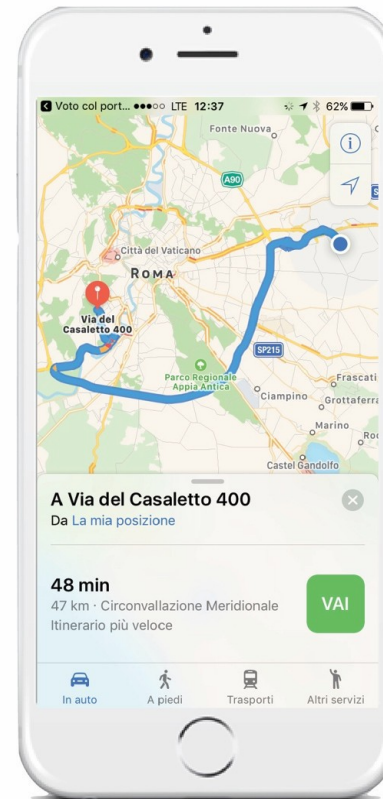 Voto col port... LTE 12:37 62%
Fonte Nuova
A90
Città del Vaticano
ROMA
Via del
Casaletto 400
SP215
Parco Regionale
Appia Antica
Frascati
Ciampino
Grottaferra
Marino
Castel Gandolfo
A Via del Casaletto 400
Da La mia posizione
48 min
47 km · Circonvallazione Meridionale
Itinerario più veloce
VAI
In auto
A piedi
Trasporti
Altri servizi